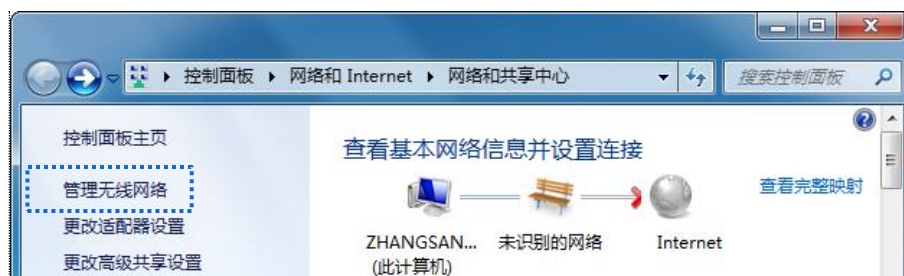 控制面板 网络和 Internet 网络和共享中心 搜索控制面板
控制面板主页
查看基本网络信息并设置连接
管理无线网络
查看完整映射
更改适配器设置
ZHANGSAN... 未识别的网络 Internet
(此计算机)
更改高级共享设置